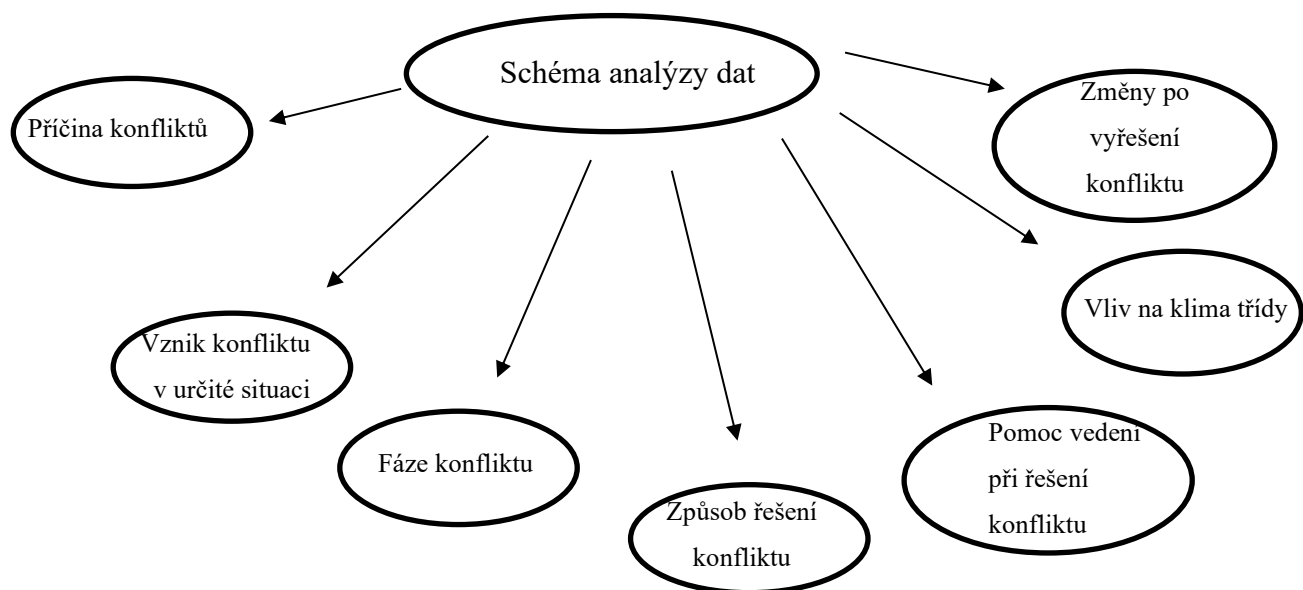 Schéma analýzy dat
Příčina konfliktů
Změny po
vyřešení
konfliktu
Vliv na klima třídy
Vznik konfliktu
v určité situaci
Fáze konfliktu
Způsob řešení
konfliktu
Pomoc vedení
při řešení
konfliktu